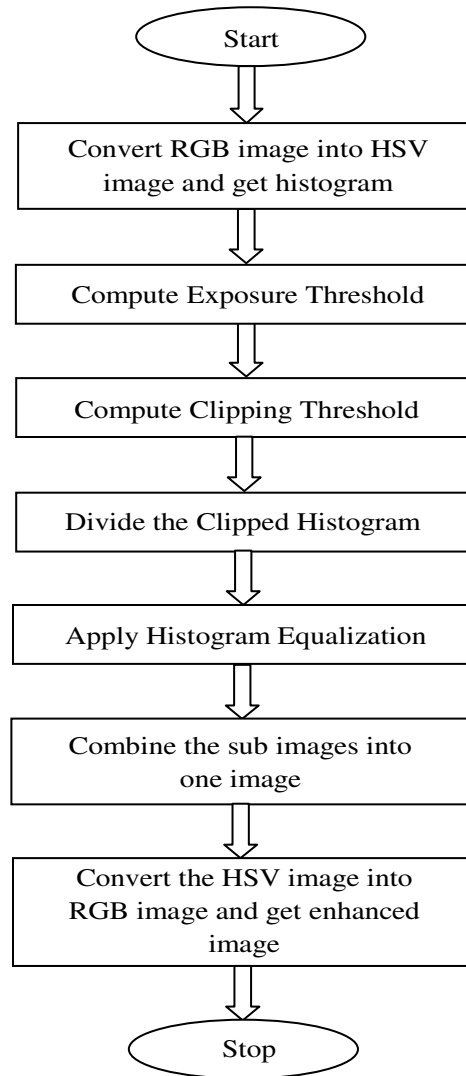 Start
Convert RGB image into HSV
image and get histogram
Compute Exposure Threshold
Compute Clipping Threshold
Divide the Clipped Histogram
Apply Histogram Equalization
Combine the sub images into
one image
Convert the HSV image into
RGB image and get enhanced
image
Stop